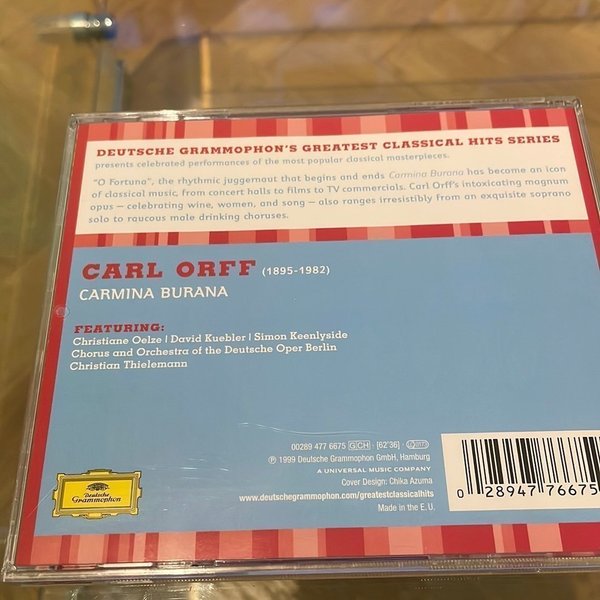 DEUTSCHE GRAMMOPHON'S GREATEST CLASSICAL HITS SERIES
presents celebrated performances of the most popular classical masterpieces.
"O Fortuna", the rhythmic juggernaut that begins and ends Carmina Burana has become an icon
of classical music, from concert halls to films to TV commercials. Carl Orff's intoxicating magnum
opus – celebrating wine, women, and song – also ranges irresistibly from an exquisite soprano
solo to raucous male drinking choruses.
CARL ORFF (1895-1982)
CARMINA BURANA
FEATURING:
Christiane Oelze | David Kuebler | Simon Keenlyside
Chorus and Orchestra of the Deutsche Oper Berlin
Christian Thielemann
00289 477 6675 GCH · [62'36] ·
℗ 1999 Deutsche Grammophon GmbH, Hamburg
A UNIVERSAL MUSIC COMPANY
Cover Design: Chika Azuma
www.deutschegrammophon.com/greatestclassicalhits
Made in the E. U.
Deutsche
Grammophon
0 28947 76675